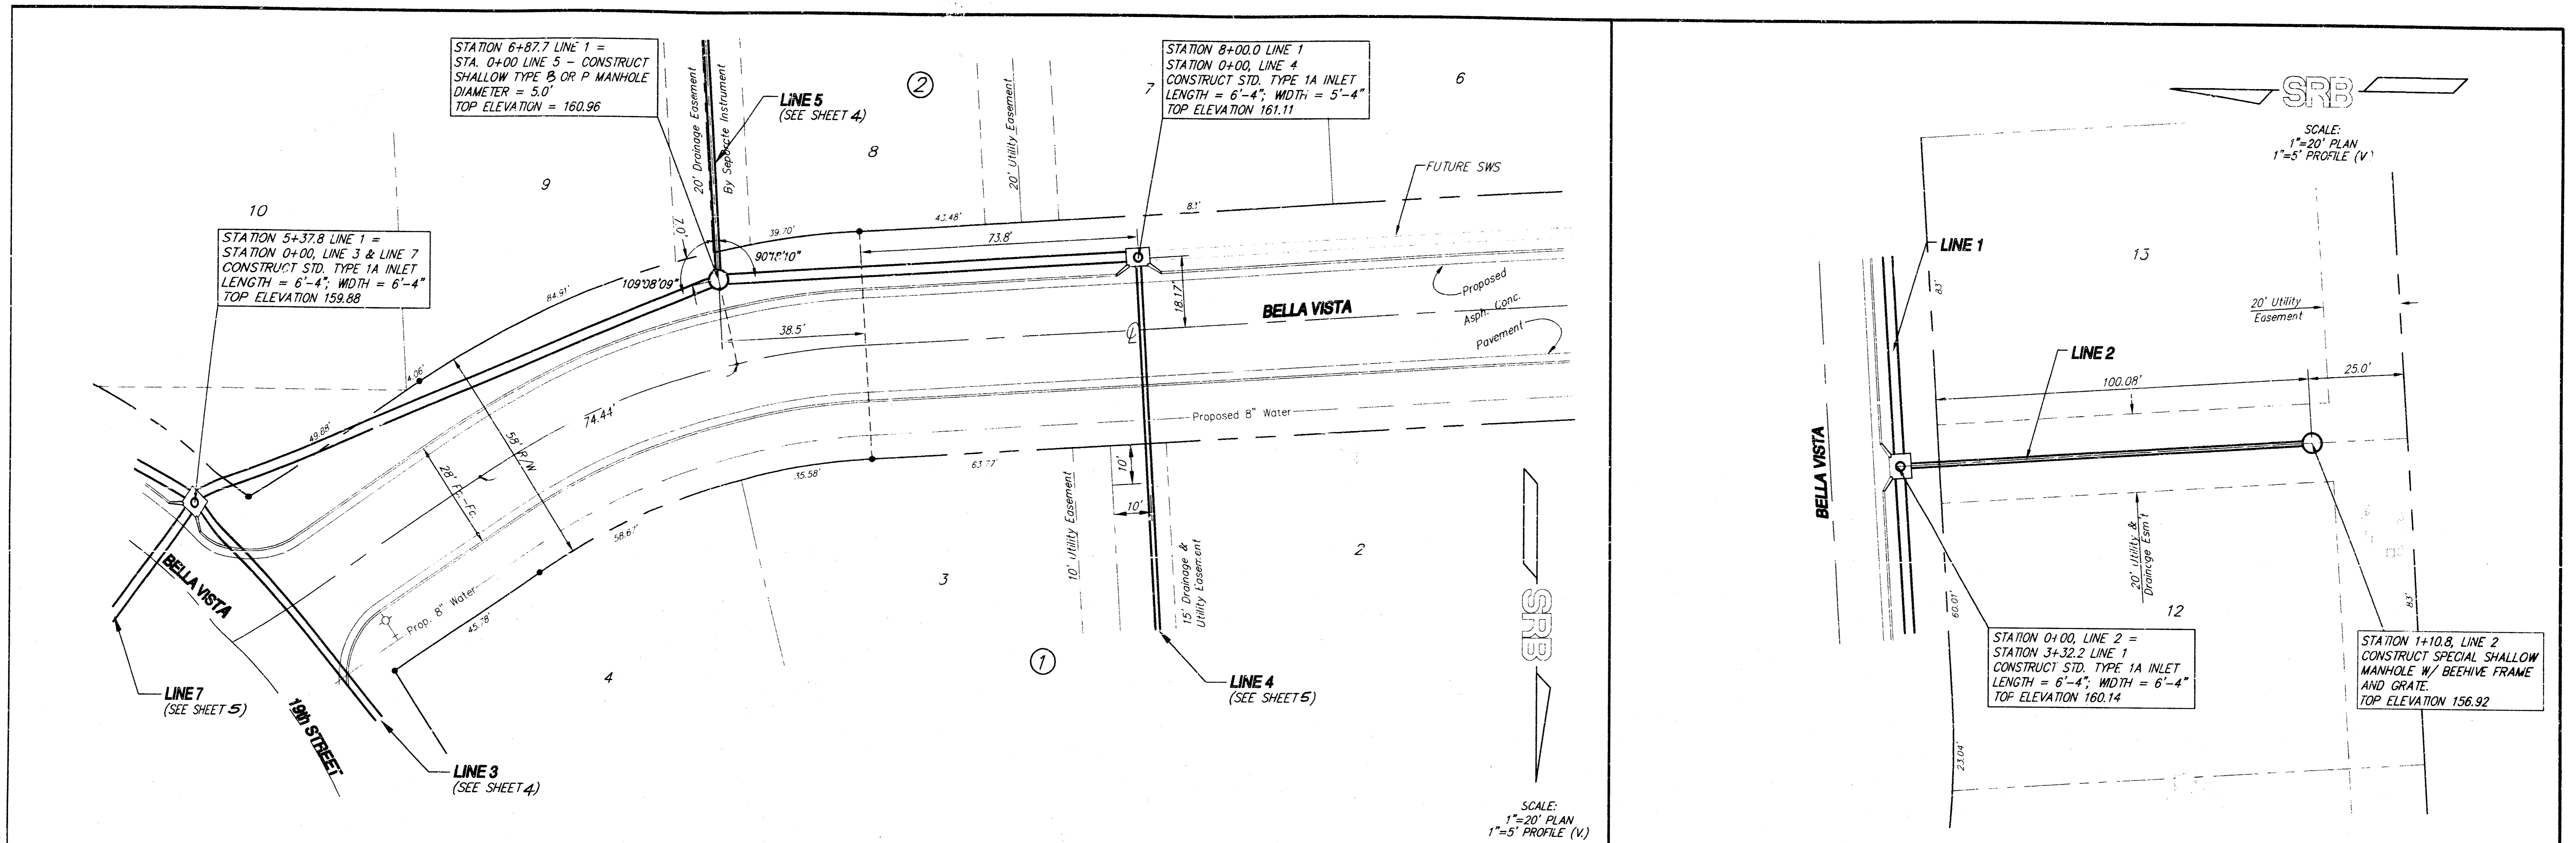 STATION 6+87.7 LINE 1 =
STA. 0+00 LINE 5 - CONSTRUCT
SHALLOW TYPE B OR P MANHOLE
DIAMETER = 5.0'
TOP ELEVATION = 160.96
20' Drainage Easement
By Separate Instrument
LINE 5
(SEE SHEET 4)
2
8
20' Utility Easement
7
STATION 8+00.0 LINE 1
STATION 0+00, LINE 4
CONSTRUCT STD. TYPE 1A INLET
LENGTH = 6'-4"; WIDTH = 5'-4"
TOP ELEVATION 161.11
6
FUTURE SWS
9
10
STATION 5+37.8 LINE 1 =
STATION 0+00, LINE 3 & LINE 7
CONSTRUCT STD. TYPE 1A INLET
LENGTH = 6'-4"; WIDTH = 6'-4"
TOP ELEVATION 159.88
7.0'
39.70'
43.48'
83'
73.8'
109°08'09"
84.91'
38.5'
18.17'
BELLA VISTA
Proposed
Asph. Conc.
Pavement
4.06'
49.88'
74.44'
58' R/W
28' Fc.-Fc.
Proposed 8" Water
35.58'
63.77'
10'
10'
58.67'
10' Utility Easement
15' Drainage &
Utility Easement
3
2
BELLA VISTA
Prop. 8" Water
45.78'
4
1
LINE 7
(SEE SHEET 5)
19th STREET
LINE 3
(SEE SHEET 4)
LINE 4
(SEE SHEET 5)
SRB
SCALE:
1"=20' PLAN
1"=5' PROFILE (V.)
SRB
SCALE:
1"=20' PLAN
1"=5' PROFILE (V.)
LINE 1
13
83'
20' Utility
Easement
LINE 2
100.08'
25.0'
BELLA VISTA
20' Utility &
Drainage Esm't
60.01'
12
83'
STATION 0+00, LINE 2 =
STATION 3+32.2 LINE 1
CONSTRUCT STD. TYPE 1A INLET
LENGTH = 6'-4"; WIDTH = 6'-4"
TOP ELEVATION 160.14
STATION 1+10.8, LINE 2
CONSTRUCT SPECIAL SHALLOW
MANHOLE W/ BEEHIVE FRAME
AND GRATE.
TOP ELEVATION 156.92
23.04'